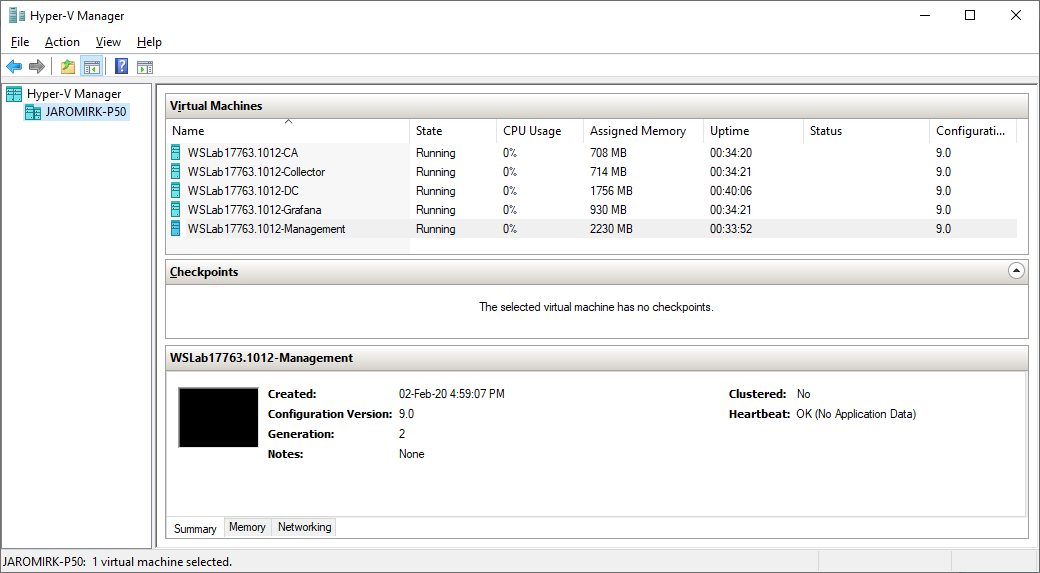 Hyper-V Manager
File Action View Help
Hyper-V Manager
JAROMIRK-P50
Virtual Machines
Name State CPU Usage Assigned Memory Uptime Status Configurati...
WSLab17763.1012-CA Running 0% 708 MB 00:34:20 9.0
WSLab17763.1012-Collector Running 0% 714 MB 00:34:21 9.0
WSLab17763.1012-DC Running 0% 1756 MB 00:40:06 9.0
WSLab17763.1012-Grafana Running 0% 930 MB 00:34:21 9.0
WSLab17763.1012-Management Running 0% 2230 MB 00:33:52 9.0
Checkpoints
The selected virtual machine has no checkpoints.
WSLab17763.1012-Management
Created: 02-Feb-20 4:59:07 PM Clustered: No
Configuration Version: 9.0 Heartbeat: OK (No Application Data)
Generation: 2
Notes: None
Summary Memory Networking
JAROMIRK-P50: 1 virtual machine selected.